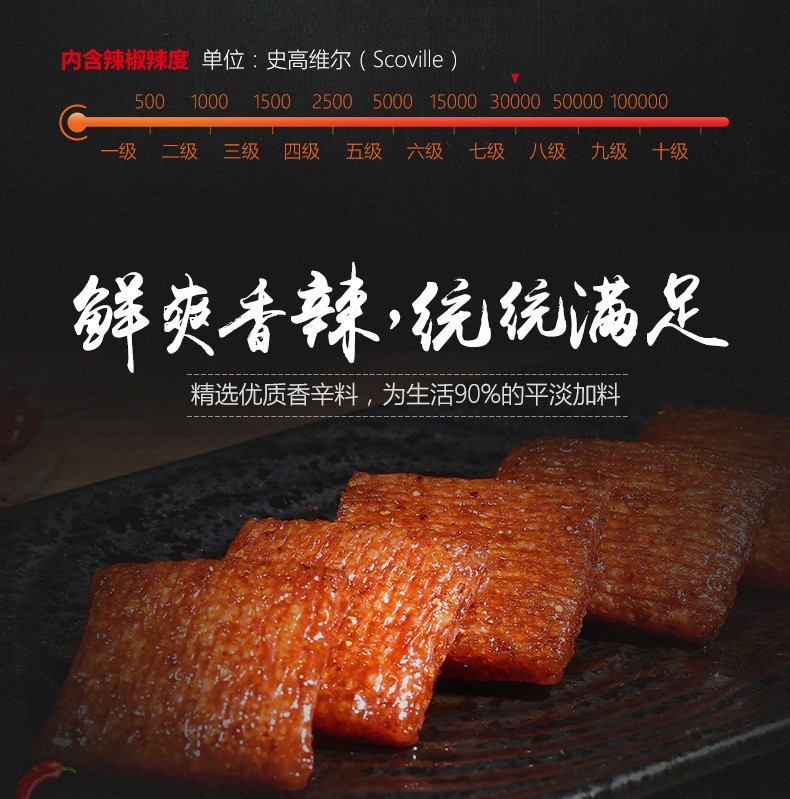 内含辣椒辣度 单位：史高维尔（Scoville）
500 1000 1500 2500 5000 15000 30000 50000 100000
一级 二级 三级 四级 五级 六级 七级 八级 九级 十级
鲜爽香辣，统统满足
精选优质香辛料，为生活90%的平淡加料